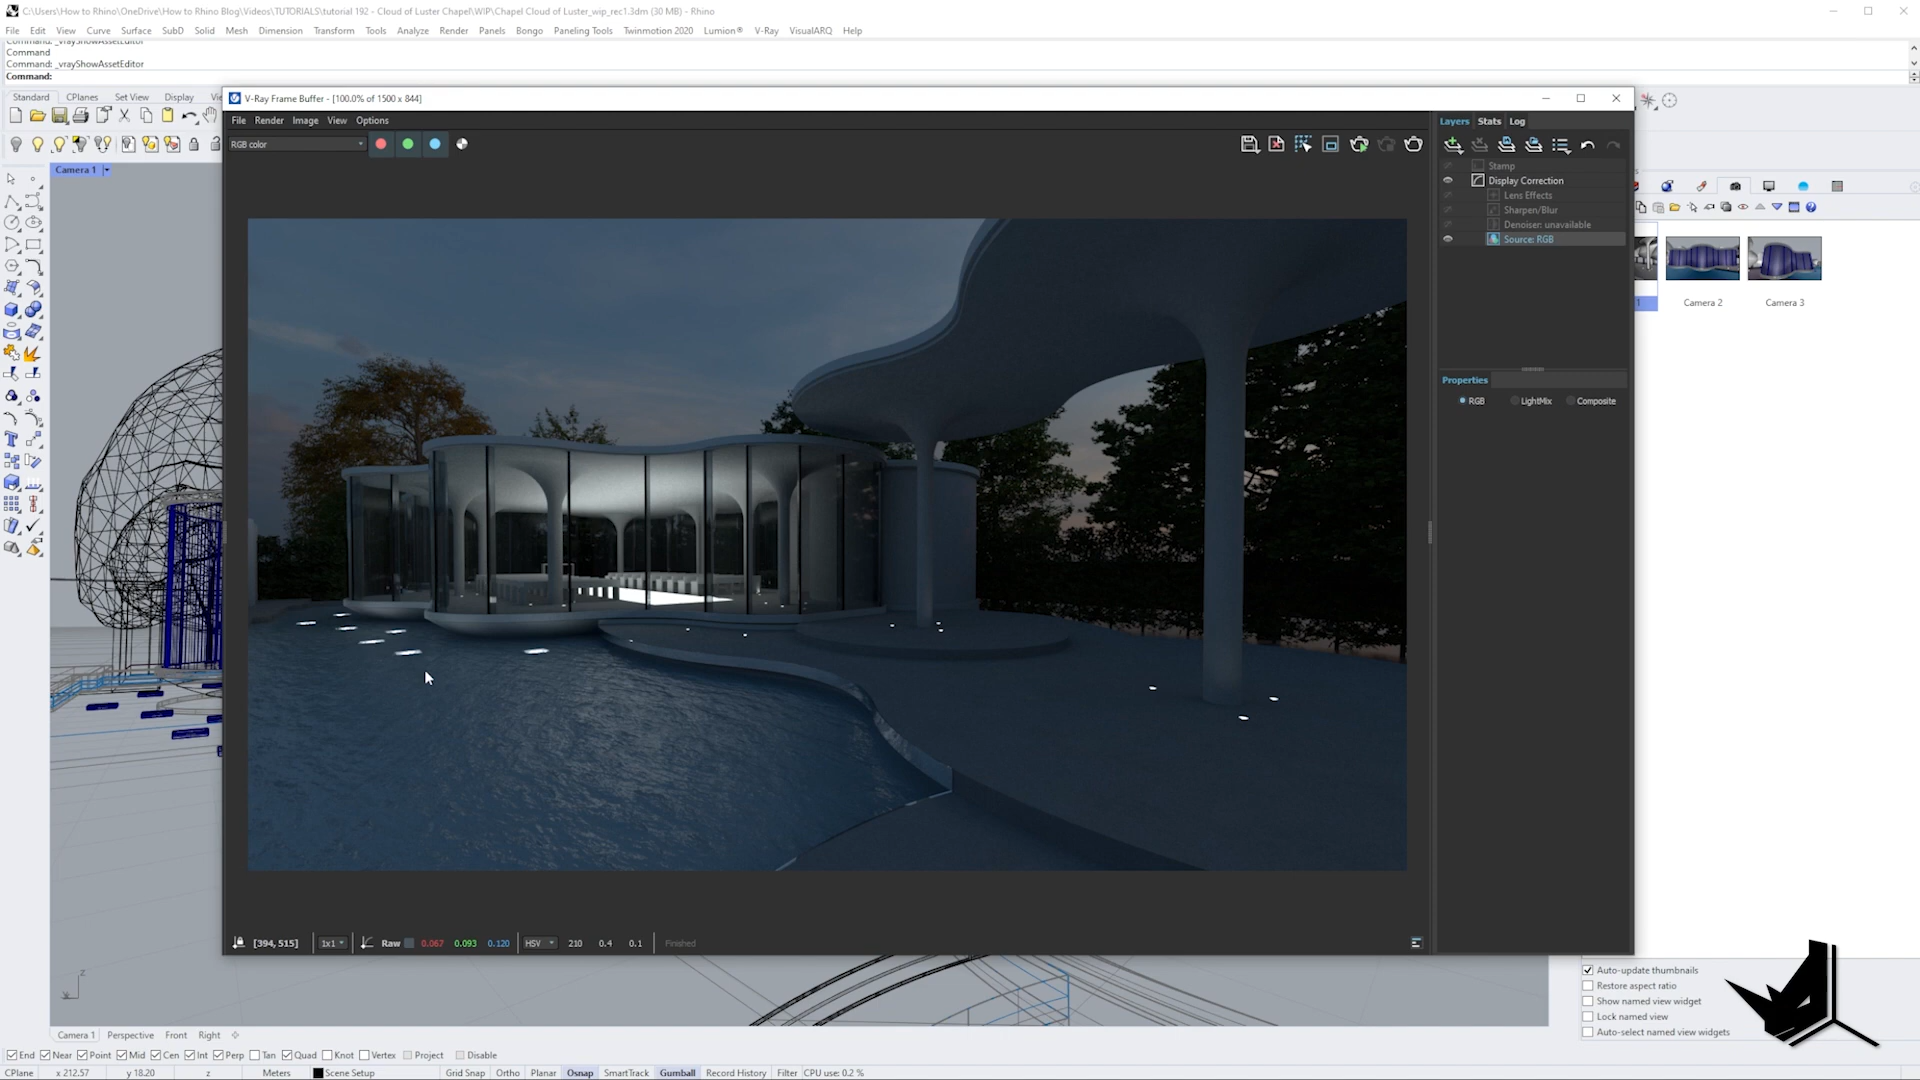 C:\Users\How to Rhino\OneDrive\How to Rhino Blog\Videos\TUTORIALS\tutorial 192 - Cloud of Luster Chapel\WIP\Chapel Cloud of Luster_wip_rec1.3dm (30 MB) - Rhino
File Edit View Curve Surface SubD Solid Mesh Dimension Transform Tools Analyze Render Panels Bongo Paneling Tools Twinmotion 2020 Lumion® V-Ray VisualARQ Help
Command: _vrayShowAssetEditor
Command
Command: _vrayShowAssetEditor
Command:
Standard CPlanes Set View Display
V-Ray Frame Buffer - [100.0% of 1500 x 844]
File Render Image View Options
Layers Stats Log
RGB color
Stamp
Display Correction
Lens Effects
Sharpen/Blur
Denoiser: unavailable
Source: RGB
Camera 1
1
Camera 2
Camera 3
Properties
RGB LightMix Composite
[394, 515] 1x1 Raw 0.067 0.093 0.120 HSV 210 0.4 0.1 Finished
z
Auto-update thumbnails
Restore aspect ratio
Show named view widget
Lock named view
Auto-select named view widgets
Camera 1 Perspective Front Right
End Near Point Mid Cen Int Perp Tan Quad Knot Vertex Project Disable
CPlane x 212.57 y 18.20 z Meters Scene Setup Grid Snap Ortho Planar Osnap SmartTrack Gumball Record History Filter CPU use: 0.2 %